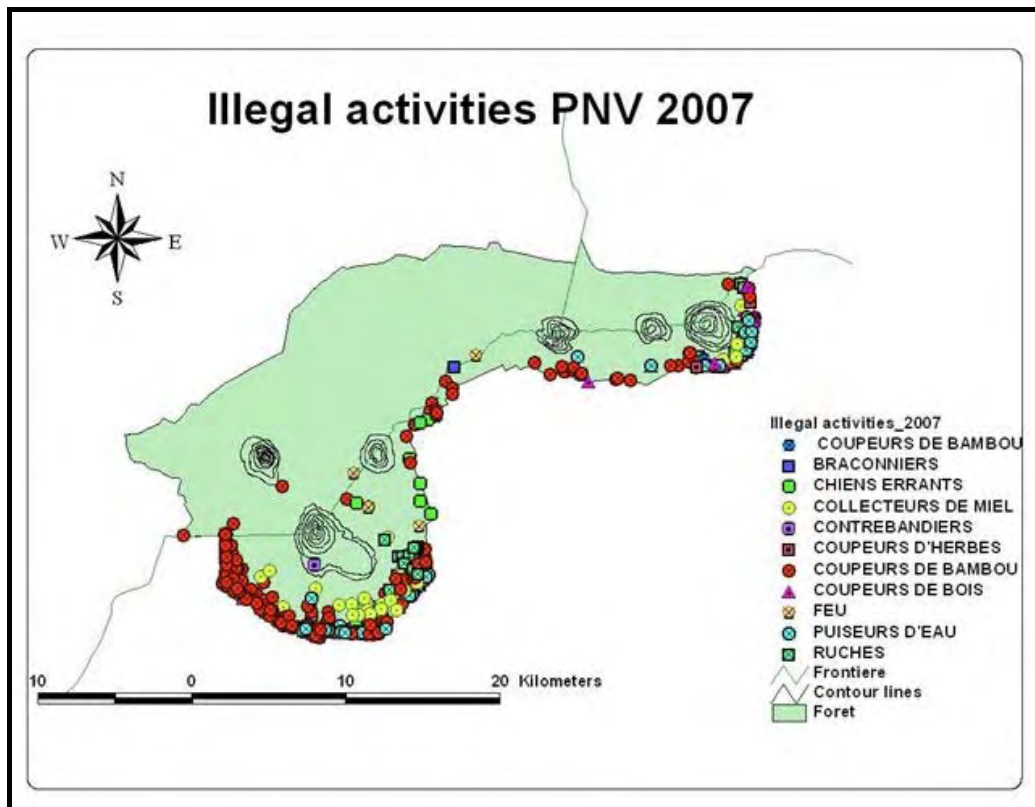 Illegal activities PNV 2007
N
W E
S
Illegal activities_2007
COUPEURS DE BAMBOU
BRACONNIERS
CHIENS ERRANTS
COLLECTEURS DE MIEL
CONTREBANDIERS
COUPEURS D'HERBES
COUPEURS DE BAMBOU
COUPEURS DE BOIS
FEU
PUISEURS D'EAU
RUCHES
Frontiere
Contour lines
Foret
10 0 10 20 Kilometers